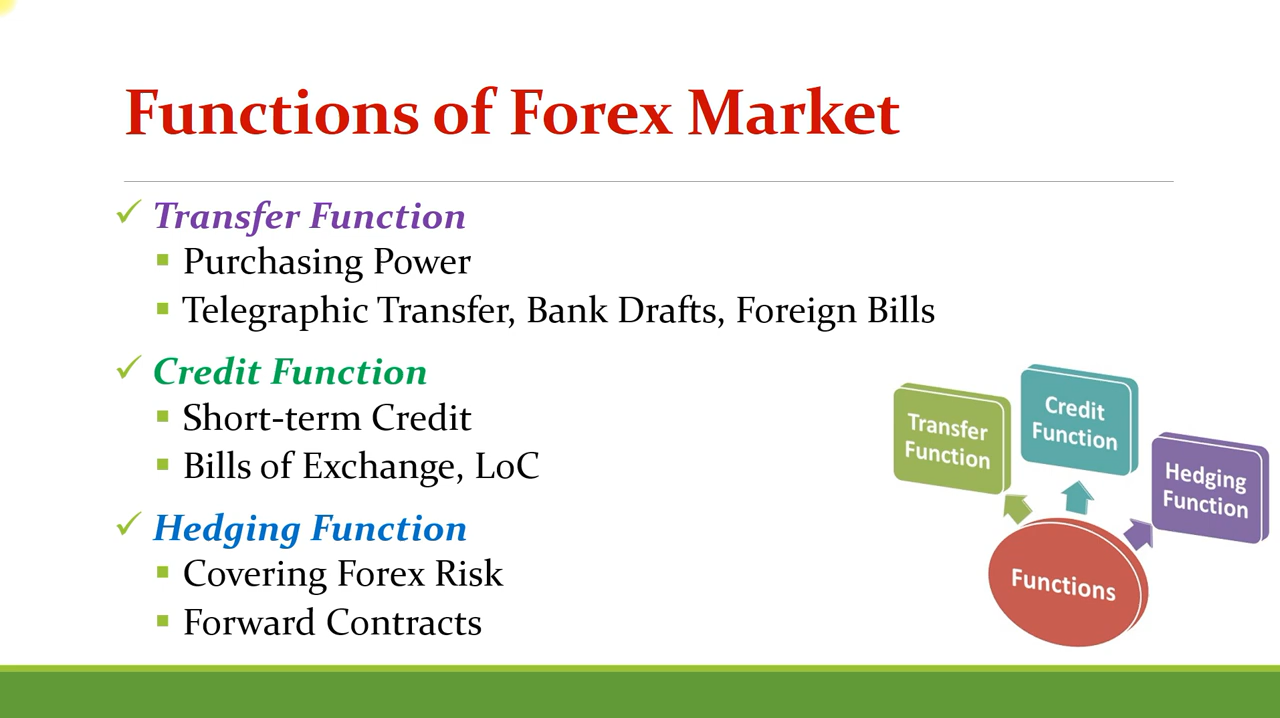 Functions of Forex Market
Transfer Function
Purchasing Power
Telegraphic Transfer, Bank Drafts, Foreign Bills
Credit Function
Short-term Credit
Bills of Exchange, LoC
Hedging Function
Covering Forex Risk
Forward Contracts
Transfer
Function
Credit
Function
Hedging
Function
Functions